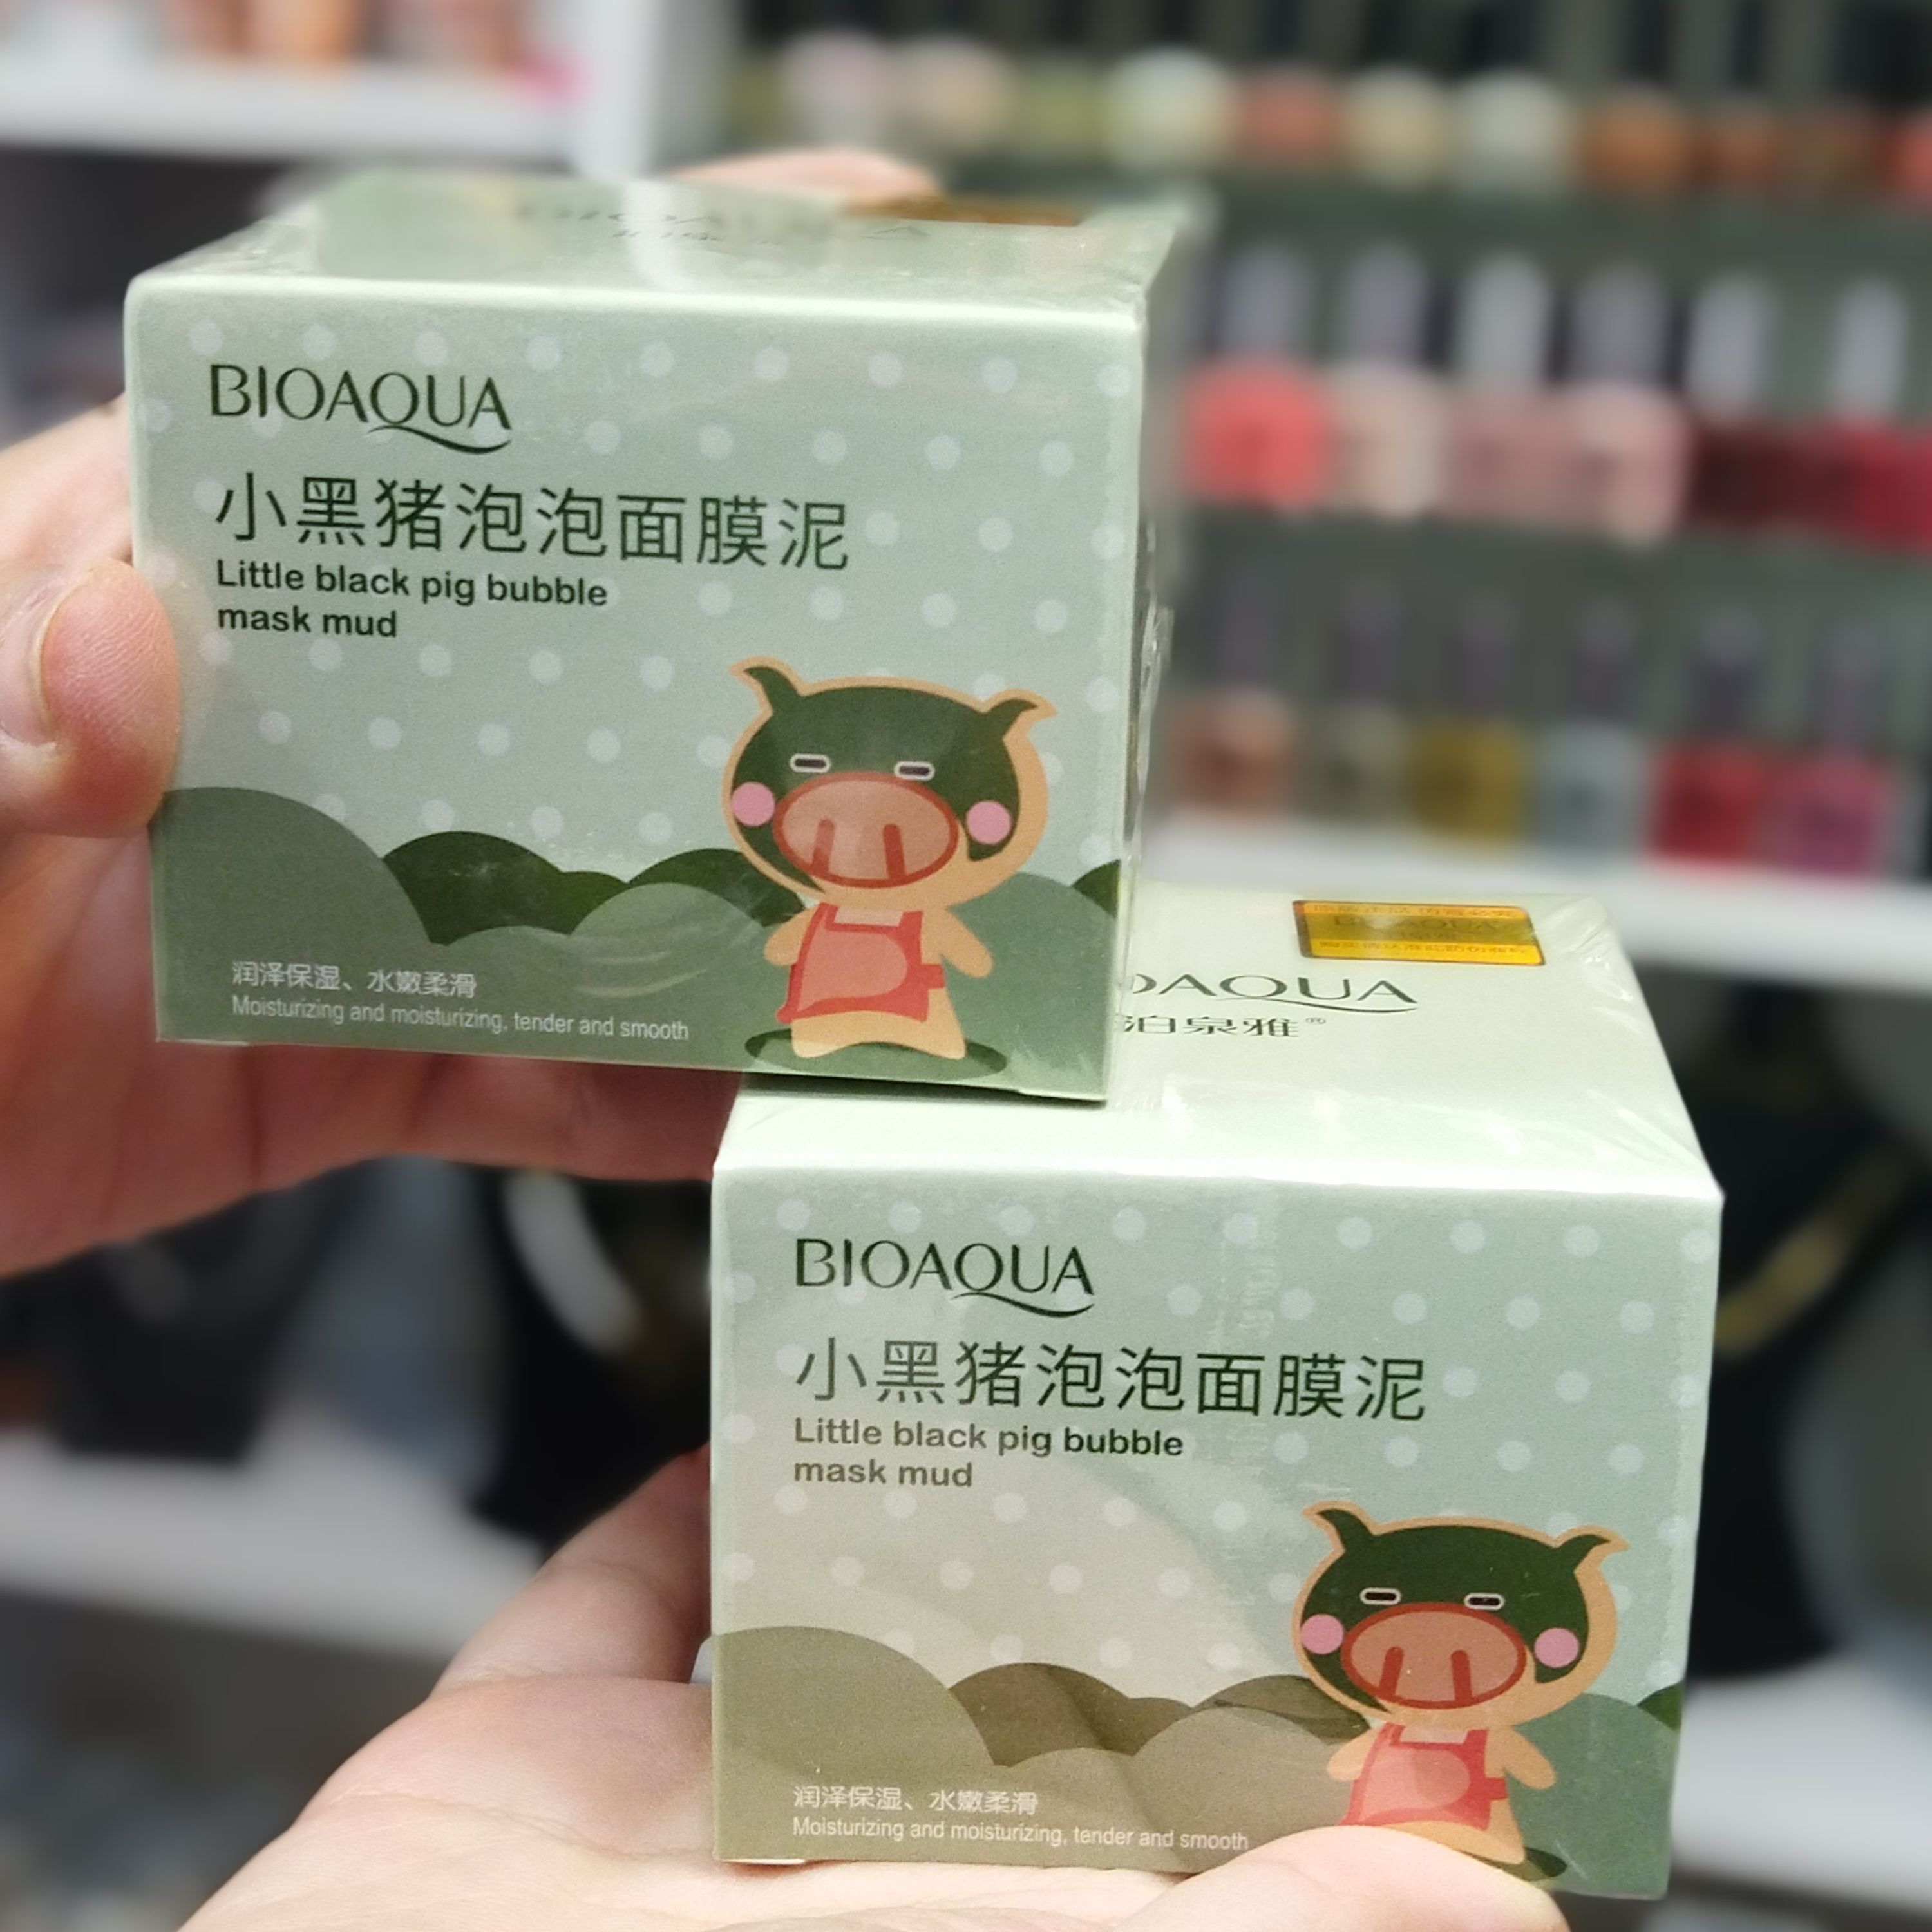 BIOAQUA
小黑猪泡泡面膜泥
Little black pig bubble
mask mud
润泽保湿、水嫩柔滑
Moisturizing and moisturizing, tender and smooth
OAQUA
泊泉雅®
BIOAQUA
小黑猪泡泡面膜泥
Little black pig bubble
mask mud
润泽保湿、水嫩柔滑
Moisturizing and moisturizing, tender and smooth